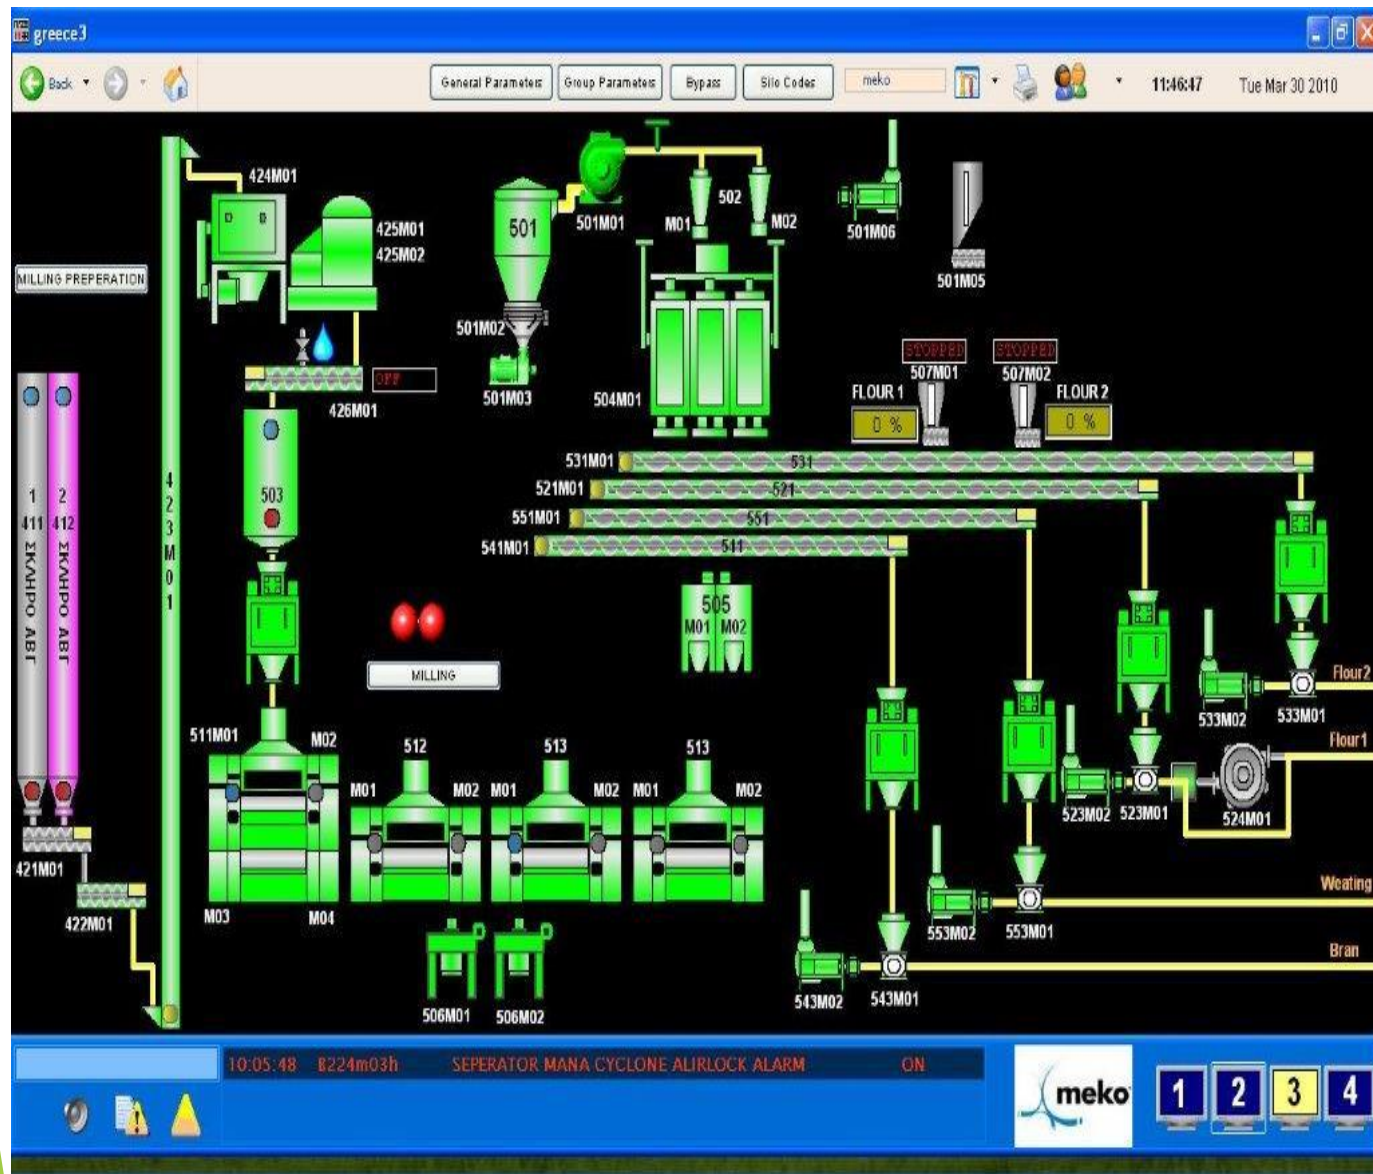 greece3
Back
General Parameters
Group Parameters
Bypass
Silo Codes
meko
11:46:47
Tue Mar 30 2010
424M01
425M01
425M02
MILLING PREPERATION
501
501M01
502
M01
M02
501M06
501M05
501M02
501M03
504M01
OFF
426M01
STOPPED
507M01
STOPPED
507M02
FLOUR 1
0 %
FLOUR 2
0 %
1
411 ΣΚΛΗΡΟ ΑΒΓ
2
412 ΣΚΛΗΡΟ ΑΒΓ
423M01
503
531M01
531
521M01
521
551M01
551
541M01
511
505
M01
M02
MILLING
511M01
M02
M03
M04
512
M01
M02
513
M01
M02
513
M01
M02
421M01
422M01
506M01
506M02
533M02
533M01
Flour2
Flour1
523M02
523M01
524M01
Weating
553M02
553M01
Bran
543M02
543M01
10:05:48 B224m03h SEPERATOR MANA CYCLONE ALIRLOCK ALARM ON
meko
1
2
3
4